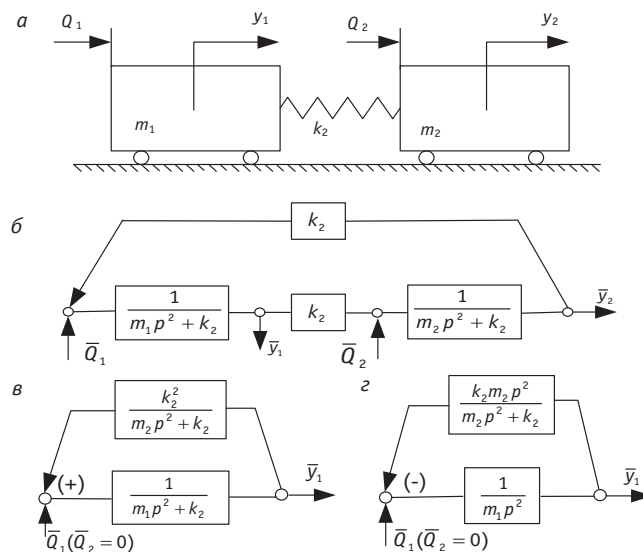 а
Q₁ y₁ Q₂ y₂
m₁ k₂ m₂
б
k₂
1 / (m₁p² + k₂) k₂ 1 / (m₂p² + k₂) ȳ₂
Q̄₁ ȳ₁ Q̄₂
в
k₂² / (m₂p² + k₂)
(+) 1 / (m₁p² + k₂) ȳ₁
Q̄₁(Q̄₂ = 0)
г
k₂m₂p² / (m₂p² + k₂)
(-) 1 / (m₁p²) ȳ₁
Q̄₁(Q̄₂ = 0)